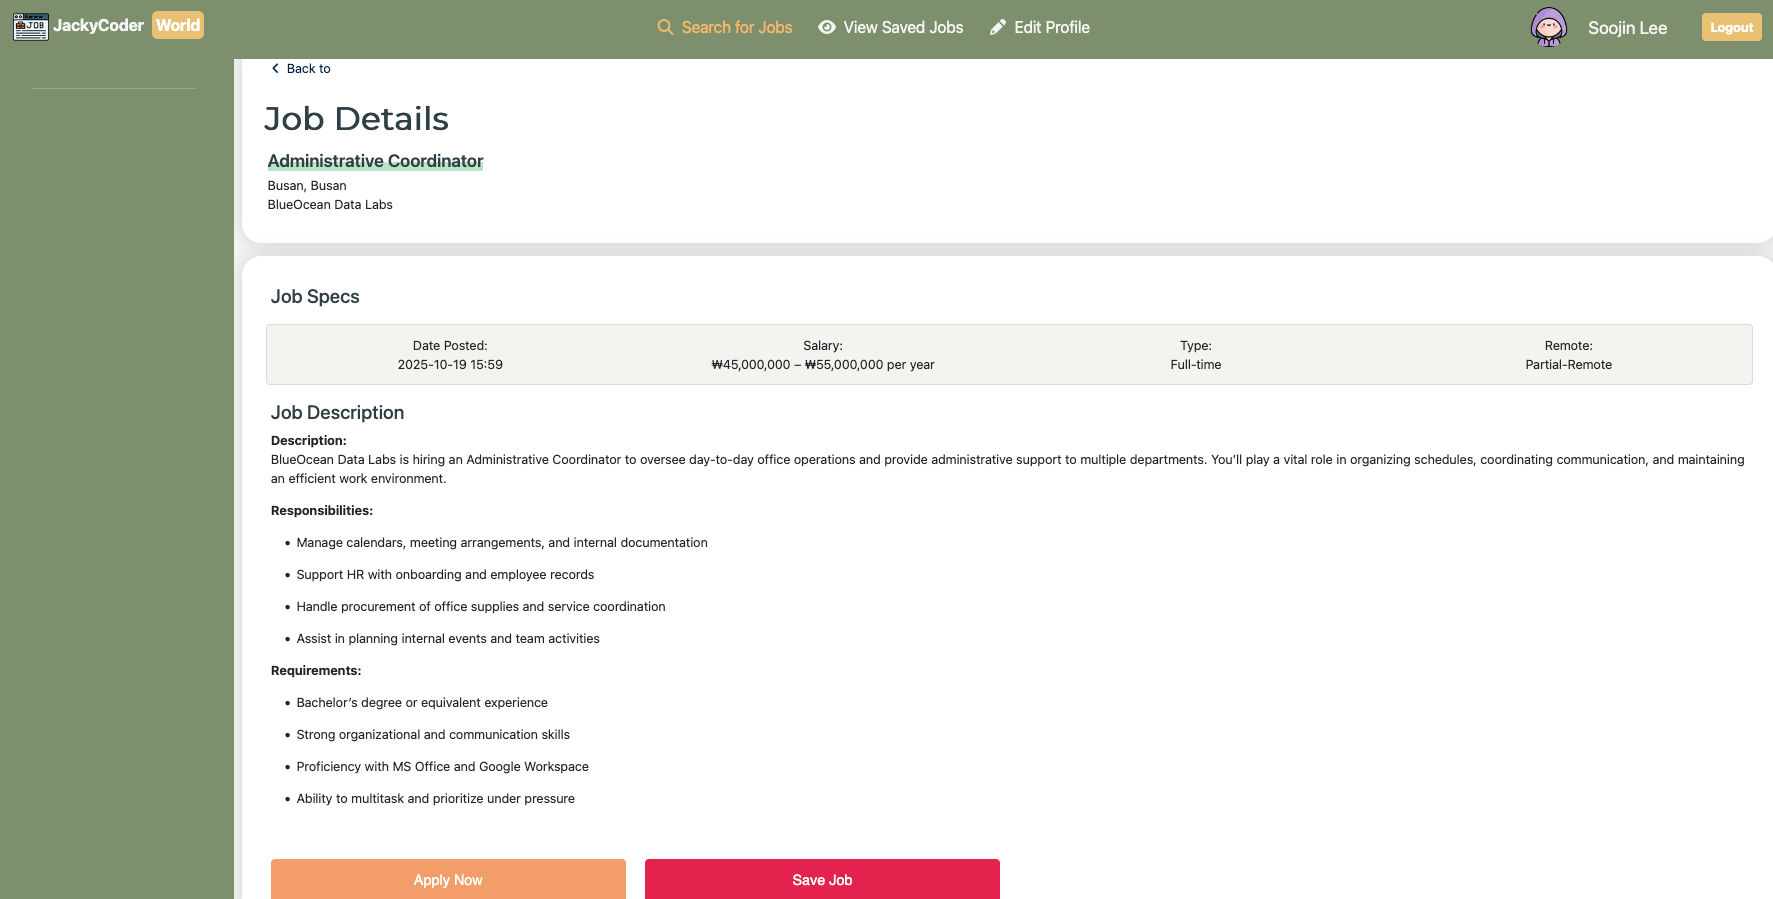 JOB
JackyCoder World
Search for Jobs
View Saved Jobs
Edit Profile
Soojin Lee
Logout
Back to
Job Details
Administrative Coordinator
Busan, Busan
BlueOcean Data Labs
Job Specs
Date Posted:
2025-10-19 15:59
Salary:
₩45,000,000 – ₩55,000,000 per year
Type:
Full-time
Remote:
Partial-Remote
Job Description
Description:
BlueOcean Data Labs is hiring an Administrative Coordinator to oversee day-to-day office operations and provide administrative support to multiple departments. You’ll play a vital role in organizing schedules, coordinating communication, and maintaining
an efficient work environment.
Responsibilities:
• Manage calendars, meeting arrangements, and internal documentation
• Support HR with onboarding and employee records
• Handle procurement of office supplies and service coordination
• Assist in planning internal events and team activities
Requirements:
• Bachelor’s degree or equivalent experience
• Strong organizational and communication skills
• Proficiency with MS Office and Google Workspace
• Ability to multitask and prioritize under pressure
Apply Now
Save Job